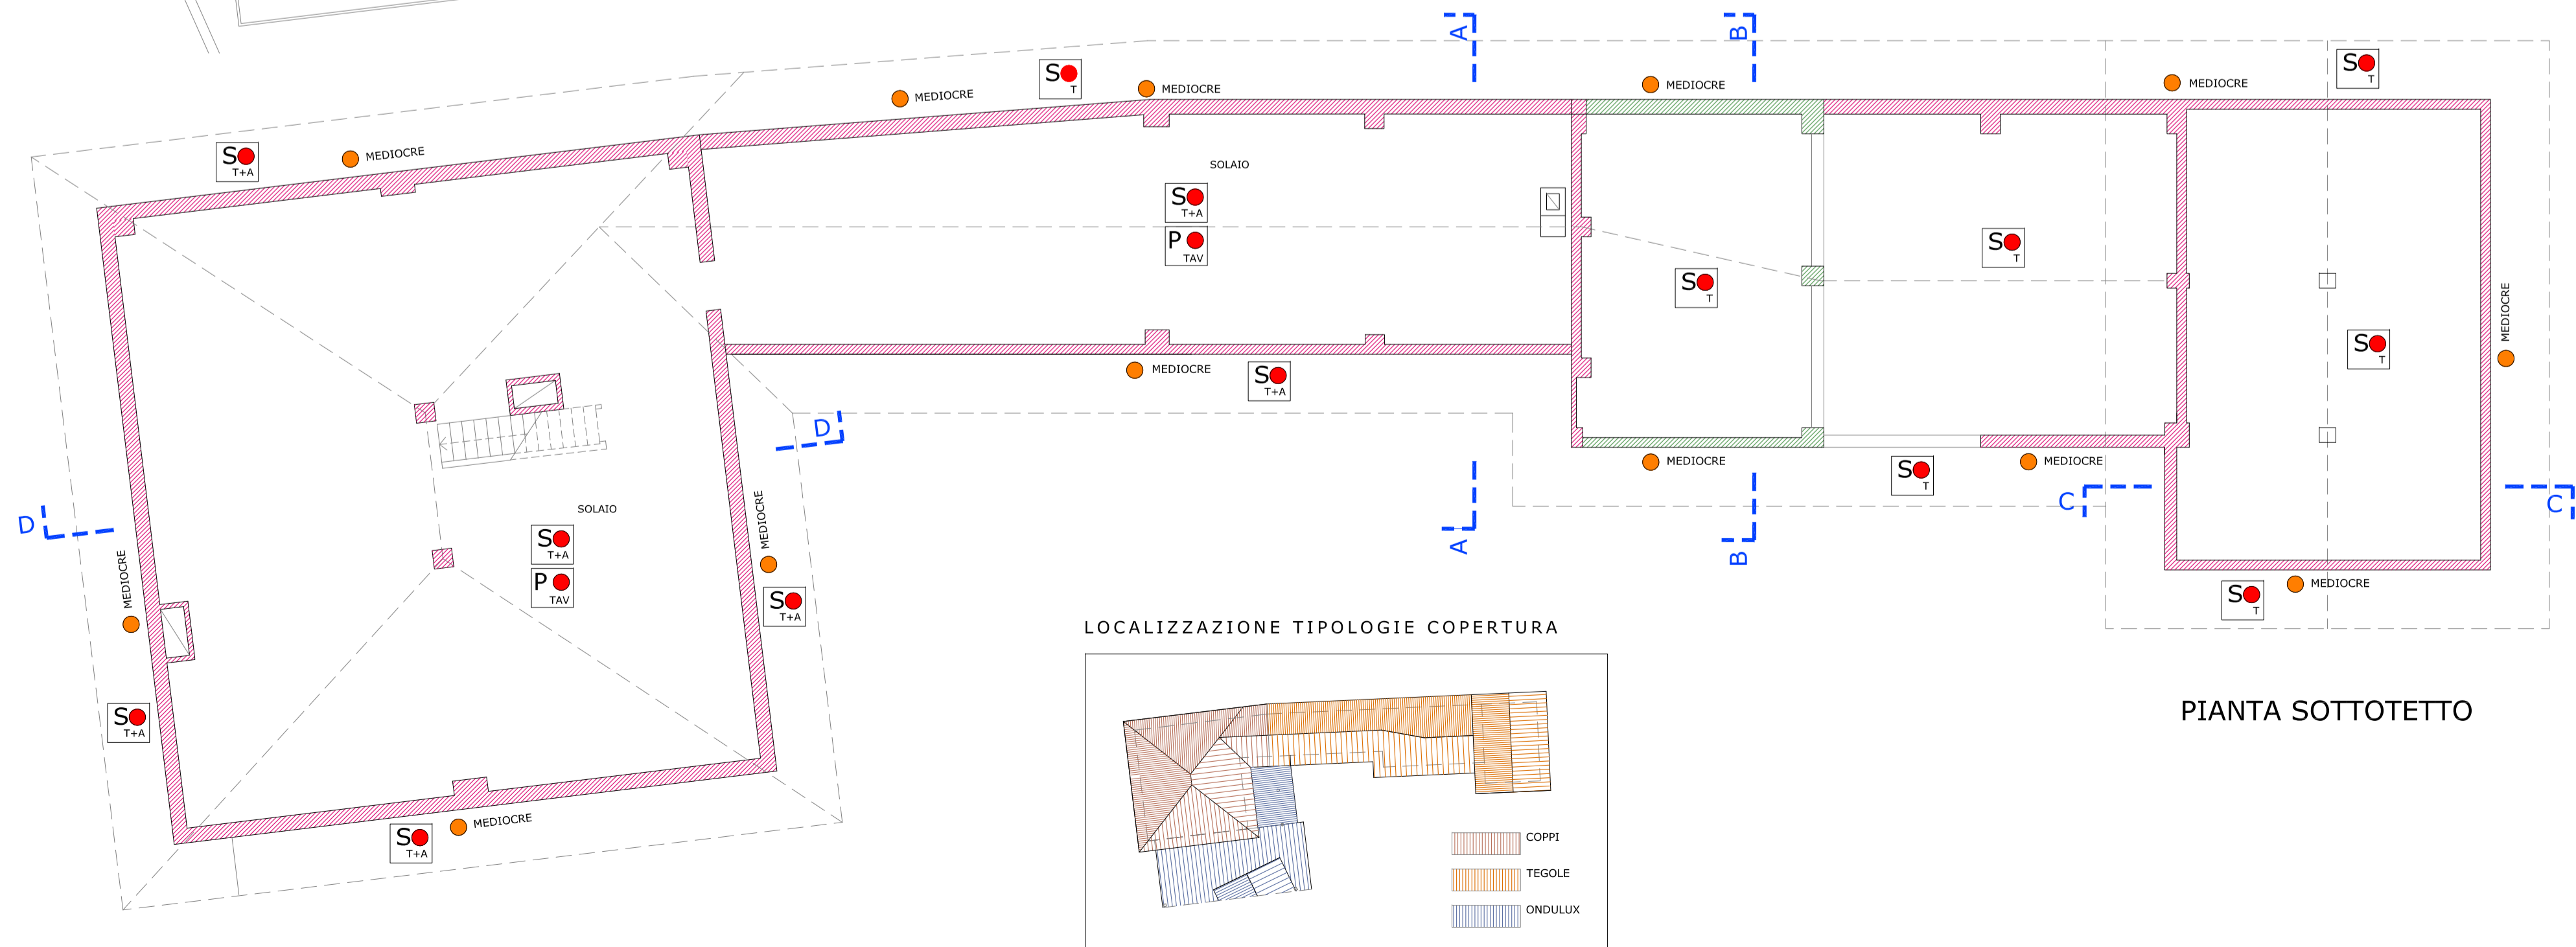 A
B
S
T
MEDIOCRE
MEDIOCRE
MEDIOCRE
MEDIOCRE
S
T
S
T+A
MEDIOCRE
SOLAIO
S
T+A
P
TAV
S
T
S
T
S
T
MEDIOCRE
MEDIOCRE
S
T+A
D
MEDIOCRE
S
T
MEDIOCRE
C
C
D
MEDIOCRE
SOLAIO
S
T+A
P
TAV
MEDIOCRE
S
T+A
A
B
MEDIOCRE
S
T
S
T+A
MEDIOCRE
S
T+A
LOCALIZZAZIONE TIPOLOGIE COPERTURA
COPPI
TEGOLE
ONDULUX
PIANTA SOTTOTETTO